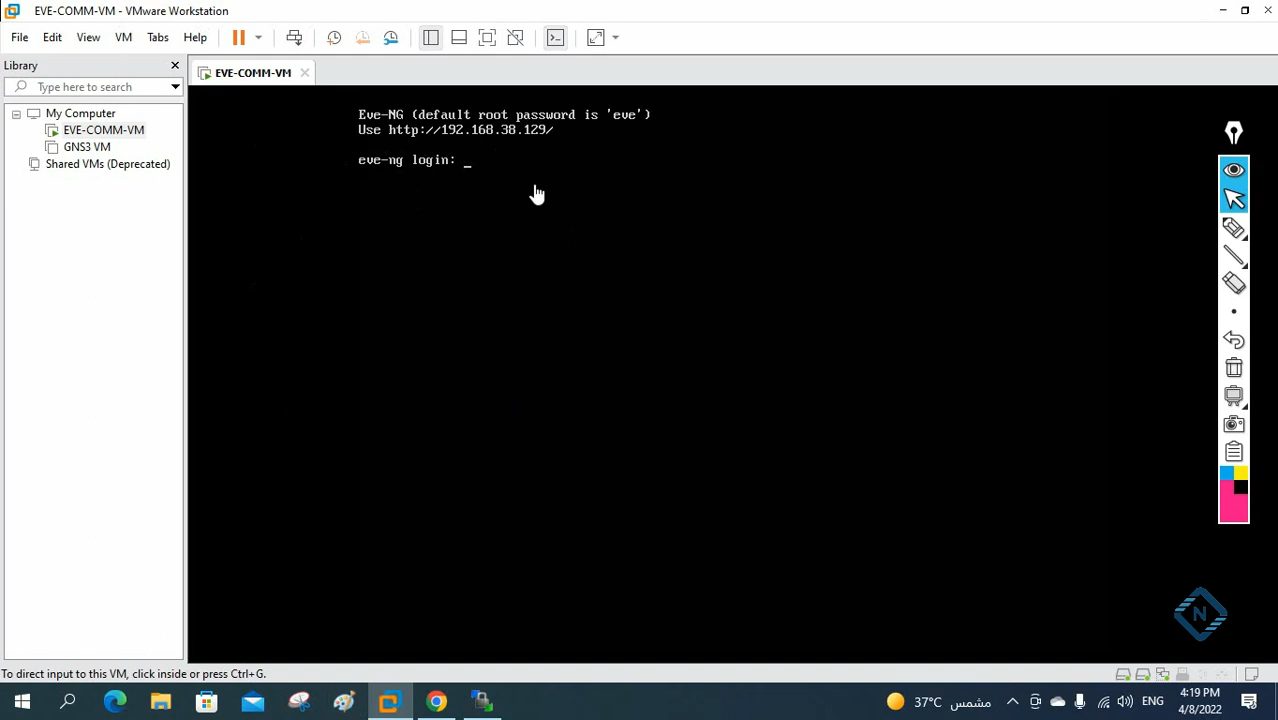 EVE-COMM-VM - VMware Workstation
File Edit View VM Tabs Help
Library
EVE-COMM-VM
Type here to search
My Computer
EVE-COMM-VM
GNS3 VM
Shared VMs (Deprecated)
Eve-NG (default root password is 'eve')
Use http://192.168.38.129/
eve-ng login: _
N
To direct input to this VM, click inside or press Ctrl+G.
37°C مشمس
ENG
4:19 PM
4/8/2022